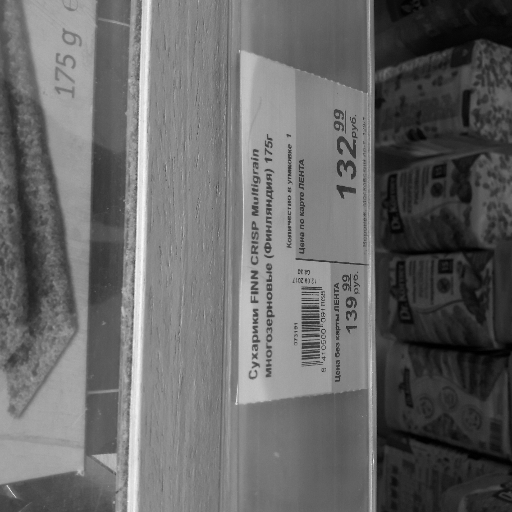 175 g
Сухарики FINN CRISP Multigrain
многозерновые (Финляндия) 175г
Количество в упаковке 1
Цена по карте ЛЕНТА
132 99
руб.
073191
Цена без карты ЛЕНТА
139 99
руб.